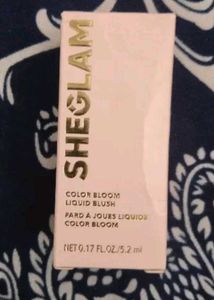 SHEGLAM
COLOR BLOOM
LIQUID BLUSH
FARD A JOUES LIQUIDE
COLOR BLOOM
NET 0.17 FL.OZ./5.2 ml